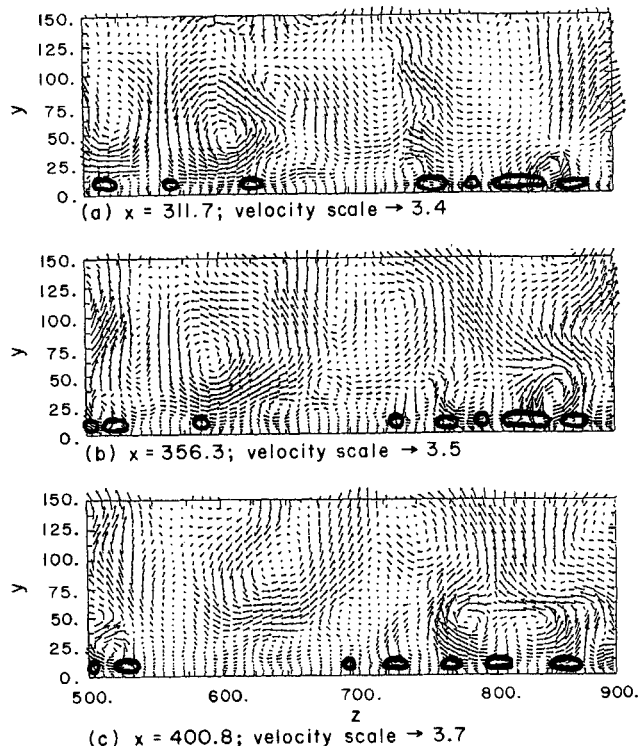 150.
125.
100.
75.
50.
25.
0.
y
(a) x = 311.7; velocity scale → 3.4
150.
125.
100.
75.
50.
25.
0.
y
(b) x = 356.3; velocity scale → 3.5
150.
125.
100.
75.
50.
25.
0.
y
500. 600. 700. 800. 900.
z
(c) x = 400.8; velocity scale → 3.7